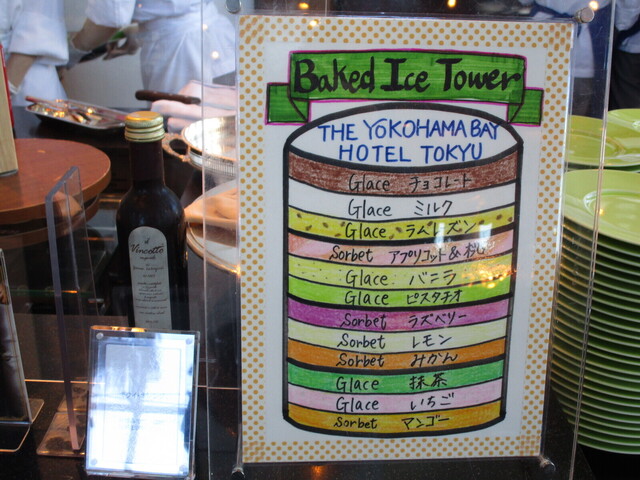 Baked Ice Tower
THE YOKOHAMA BAY
HOTEL TOKYU
Glace チョコレート
Glace ミルク
Glace ラムレーズン
Sorbet アプリコット&桃
Glace バニラ
Glace ピスタチオ
Sorbet ラズベリー
Sorbet レモン
Sorbet みかん
Glace 抹茶
Glace いちご
Sorbet マンゴー
il
Vincotto